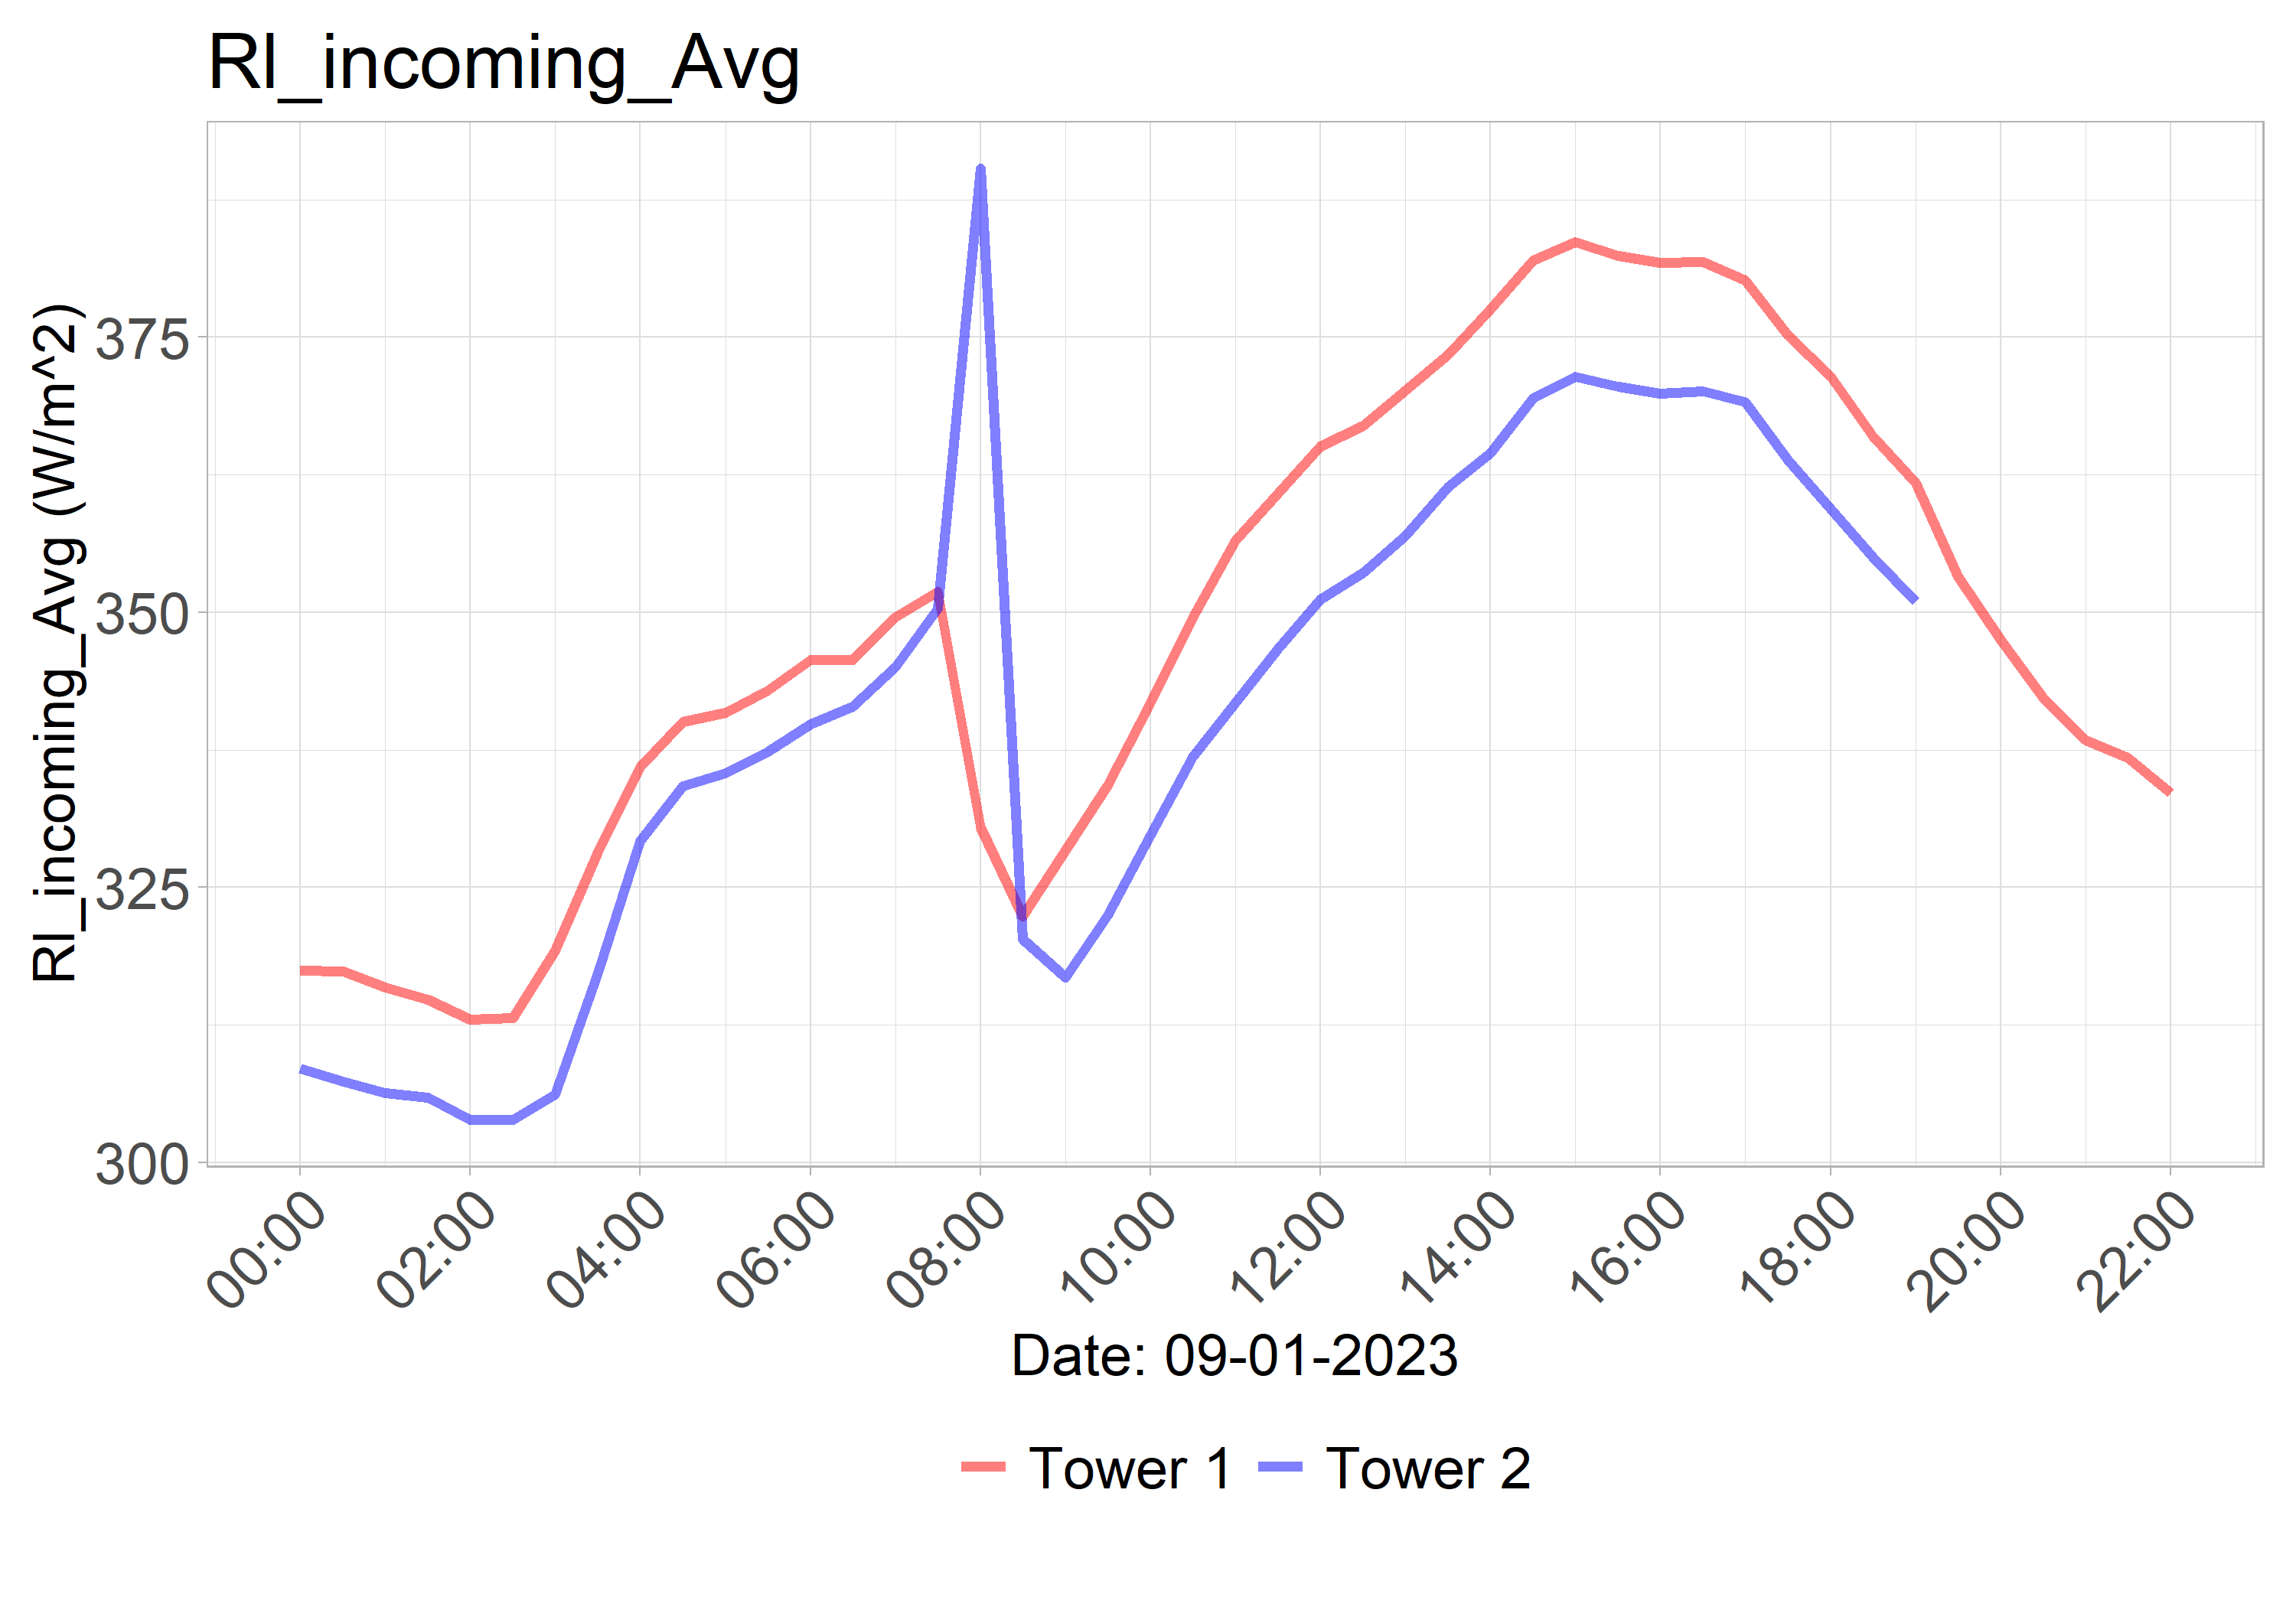 Rl_incoming_Avg
Rl_incoming_Avg (W/m^2)
375
350
325
300
00:00 02:00 04:00 06:00 08:00 10:00 12:00 14:00 16:00 18:00 20:00 22:00
Date: 09-01-2023
Tower 1 Tower 2